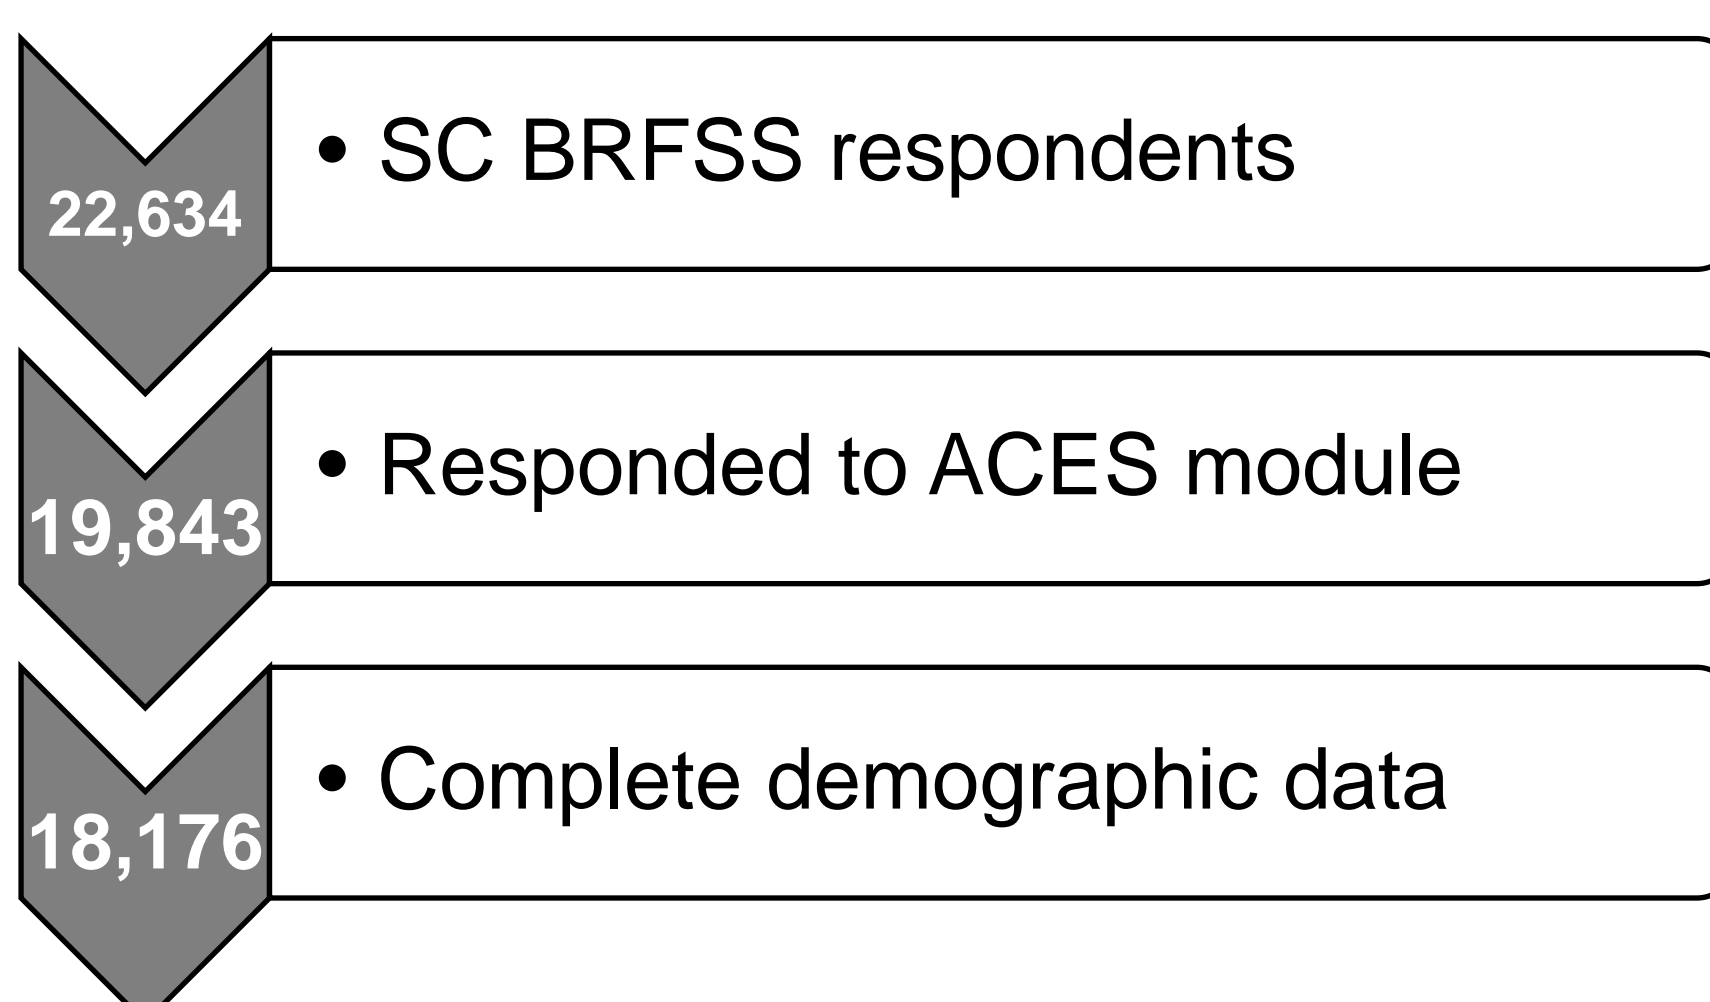 22,634
• SC BRFSS respondents
19,843
• Responded to ACES module
18,176
• Complete demographic data